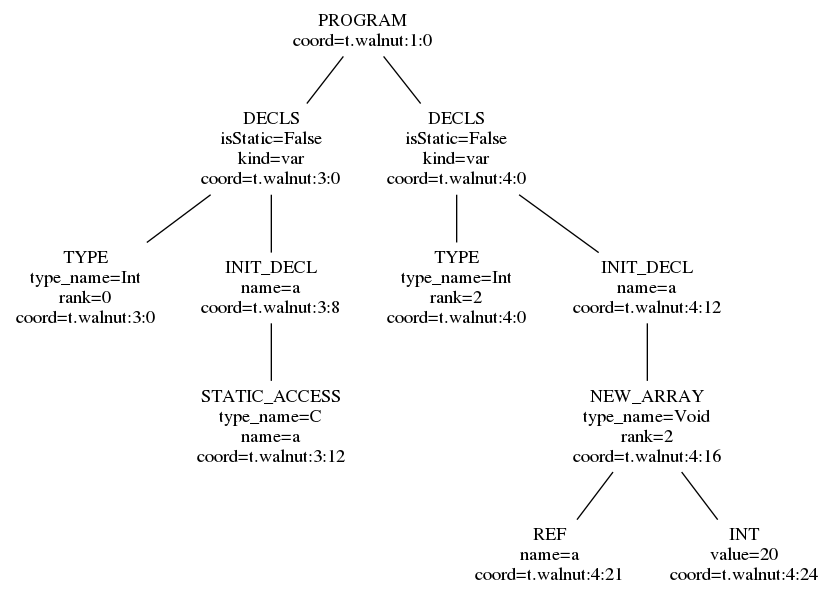 PROGRAM
coord=t.walnut:1:0
DECLS
isStatic=False
kind=var
coord=t.walnut:3:0
DECLS
isStatic=False
kind=var
coord=t.walnut:4:0
TYPE
type_name=Int
rank=0
coord=t.walnut:3:0
INIT_DECL
name=a
coord=t.walnut:3:8
TYPE
type_name=Int
rank=2
coord=t.walnut:4:0
INIT_DECL
name=a
coord=t.walnut:4:12
STATIC_ACCESS
type_name=C
name=a
coord=t.walnut:3:12
NEW_ARRAY
type_name=Void
rank=2
coord=t.walnut:4:16
REF
name=a
coord=t.walnut:4:21
INT
value=20
coord=t.walnut:4:24